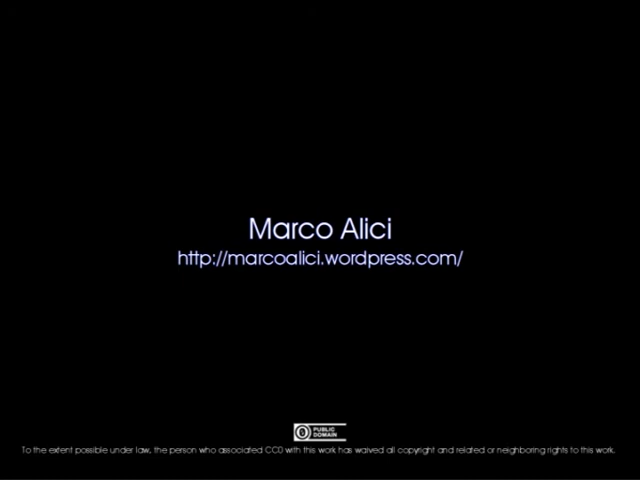 Marco Alici
http://marcoalici.wordpress.com/
PUBLIC
DOMAIN
To the extent possible under law, the person who associated CC0 with this work has waived all copyright and related or neighboring rights to this work.